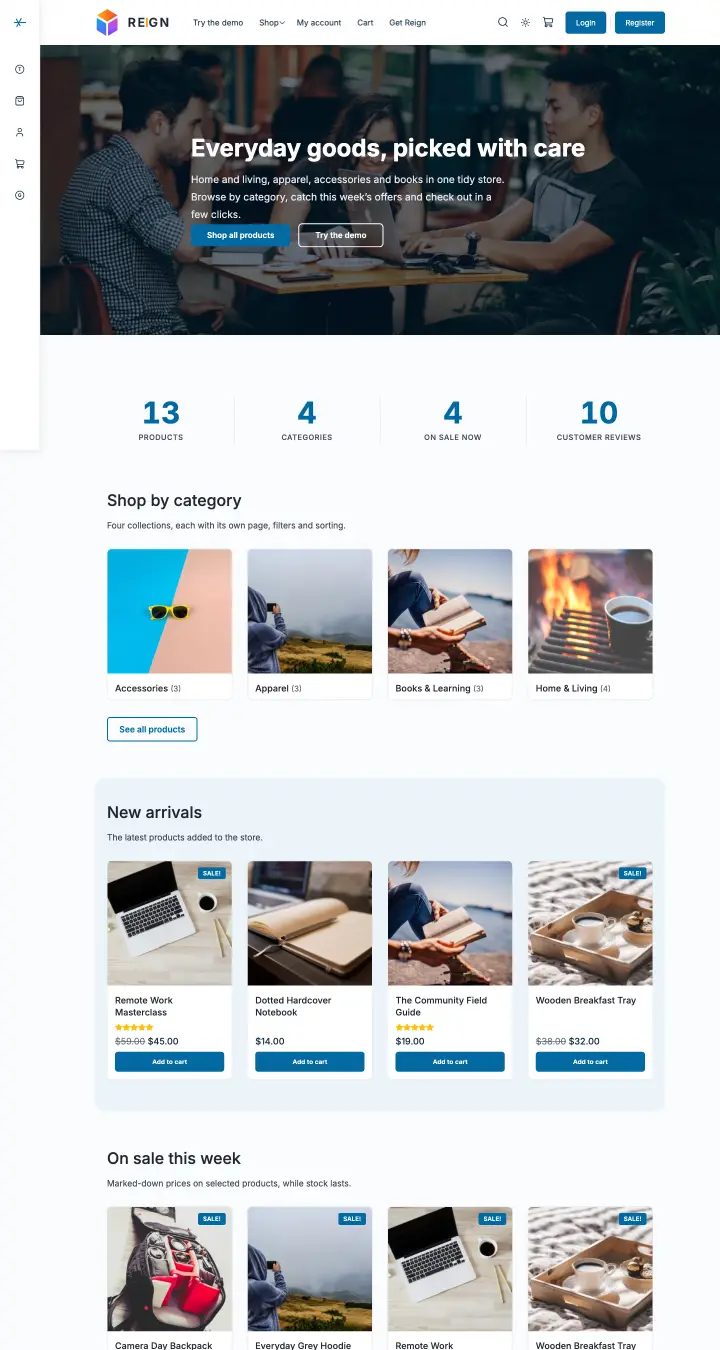 REIGN
Try the demo
Shop
My account
Cart
Get Reign
Login
Register
Everyday goods, picked with care
Home and living, apparel, accessories and books in one tidy store.
Browse by category, catch this week’s offers and check out in a
few clicks.
Shop all products
Try the demo
13
PRODUCTS
4
CATEGORIES
4
ON SALE NOW
10
CUSTOMER REVIEWS
Shop by category
Four collections, each with its own page, filters and sorting.
Accessories (3)
Apparel (3)
Books & Learning (3)
Home & Living (4)
See all products
New arrivals
The latest products added to the store.
SALE!
SALE!
Remote Work
Masterclass
$59.00 $45.00
Add to cart
Dotted Hardcover
Notebook
$14.00
Add to cart
The Community Field
Guide
$19.00
Add to cart
Wooden Breakfast Tray
$38.00 $32.00
Add to cart
On sale this week
Marked-down prices on selected products, while stock lasts.
SALE!
SALE!
SALE!
SALE!
Camera Day Backpack
Everyday Grey Hoodie
Remote Work
Wooden Breakfast Tray